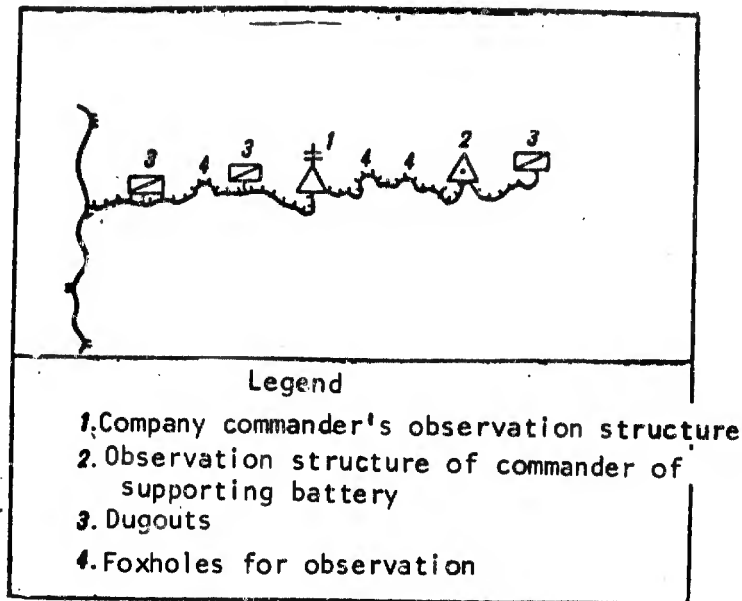 3 4 3 1 4 4 2 3
Legend
1. Company commander's observation structure
2. Observation structure of commander of
supporting battery
3. Dugouts
4. Foxholes for observation